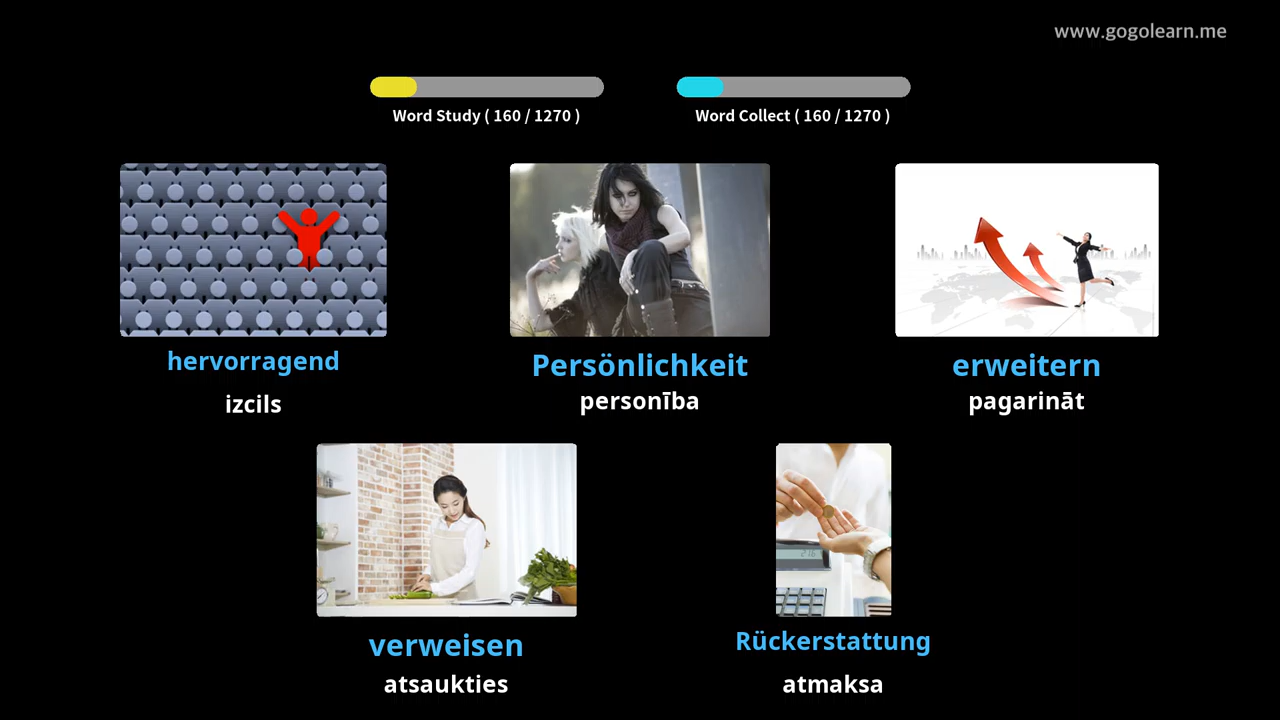 www.gogolearn.me
Word Study ( 160 / 1270 )
Word Collect ( 160 / 1270 )
hervorragend
izcils
Persönlichkeit
personība
erweitern
pagarināt
verweisen
atsaukties
Rückerstattung
atmaksa